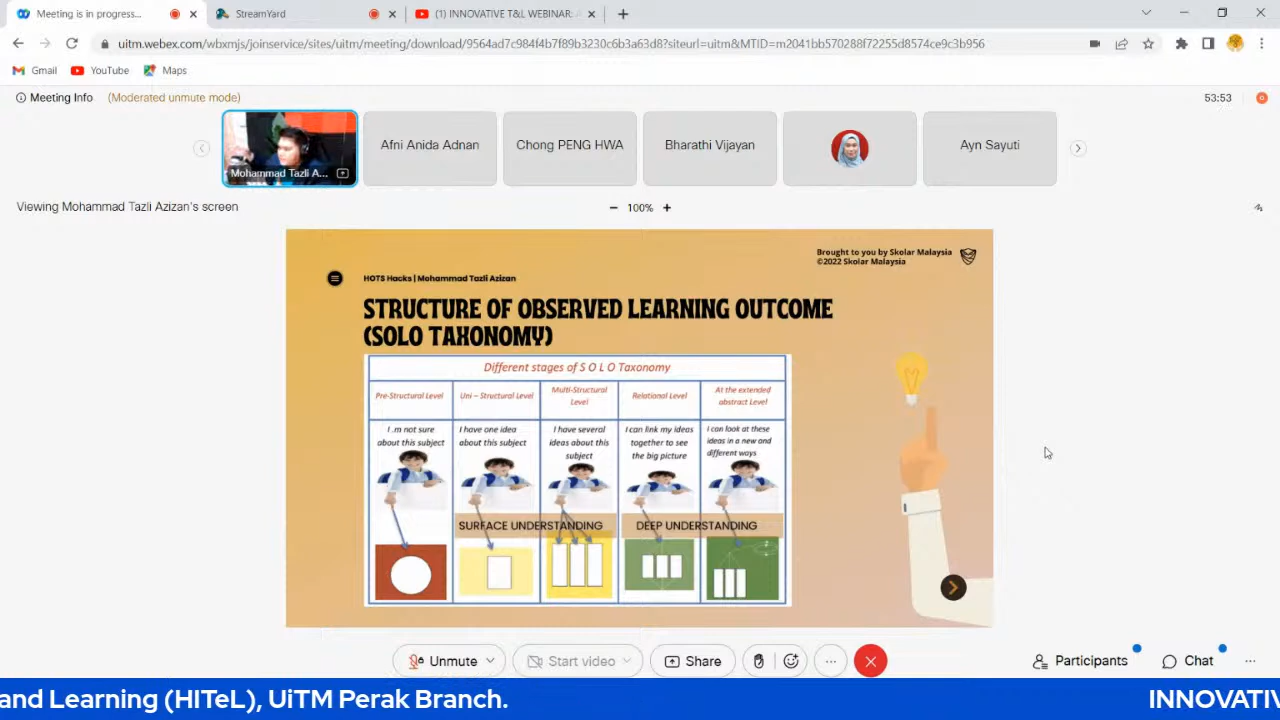 Meeting is in progress...
StreamYard
(1) INNOVATIVE T&L WEBINAR:
uitm.webex.com/wbxmjs/joinservice/sites/uitm/meeting/download/9564ad7c984f4b7f89b3230c6b3a63d8?siteurl=uitm&MTID=m2041bb570288f72255d8574ce9c3b956
Gmail
YouTube
Maps
Meeting Info
(Moderated unmute mode)
53:53
Mohammad Tazli A...
Afni Anida Adnan
Chong PENG HWA
Bharathi Vijayan
Ayn Sayuti
Viewing Mohammad Tazli Azizan's screen
100%
Brought to you by Skolar Malaysia
©2022 Skolar Malaysia
HOTS Hacks | Mohammad Tazli Azizan
STRUCTURE OF OBSERVED LEARNING OUTCOME
(SOLO TAXONOMY)
Different stages of S O L O Taxonomy
Pre-Structural Level
Uni – Structural Level
Multi-Structural
Level
Relational Level
At the extended
abstract Level
I .m not sure
about this subject
I have one idea
about this subject
I have several
ideas about this
subject
I can link my ideas
together to see
the big picture
I can look at these
ideas in a new and
different ways
SURFACE UNDERSTANDING
DEEP UNDERSTANDING
Unmute
Start video
Share
Participants
Chat
and Learning (HITeL), UiTM Perak Branch.
INNOVATIV